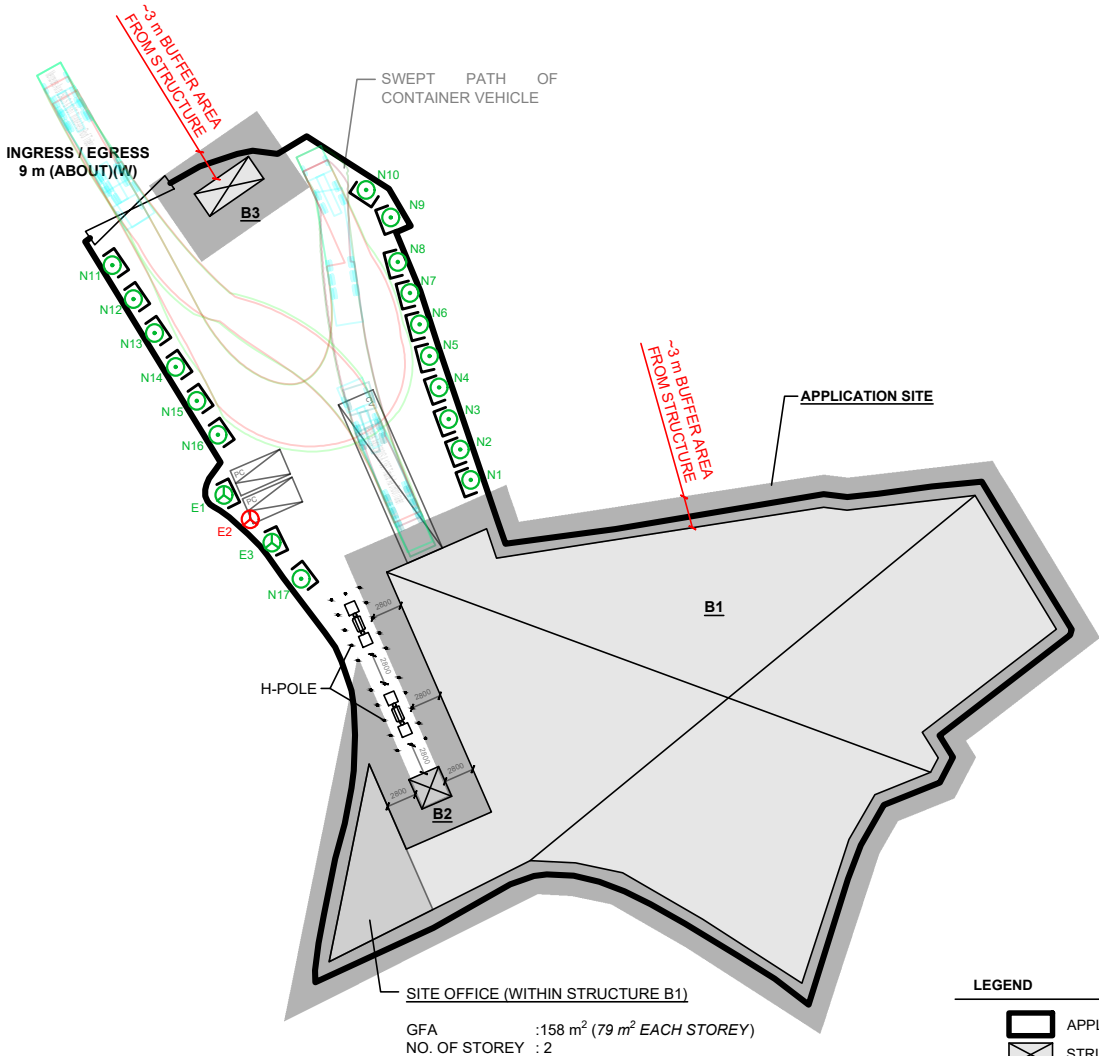 ~3 m BUFFER AREA
FROM STRUCTURE
SWEPT PATH OF
CONTAINER VEHICLE
INGRESS / EGRESS
9 m (ABOUT)(W)
B3
N10
N9
N8
N7
N6
N5
N4
N3
N2
N1
N11
N12
N13
N14
N15
N16
CV
PC
PC
E1
E2
E3
N17
~3 m BUFFER AREA
FROM STRUCTURE
APPLICATION SITE
B1
2800
2800
2800
2800
2800
2800
H-POLE
B2
SITE OFFICE (WITHIN STRUCTURE B1)
GFA :158 m² (79 m² EACH STOREY)
NO. OF STOREY : 2
LEGEND